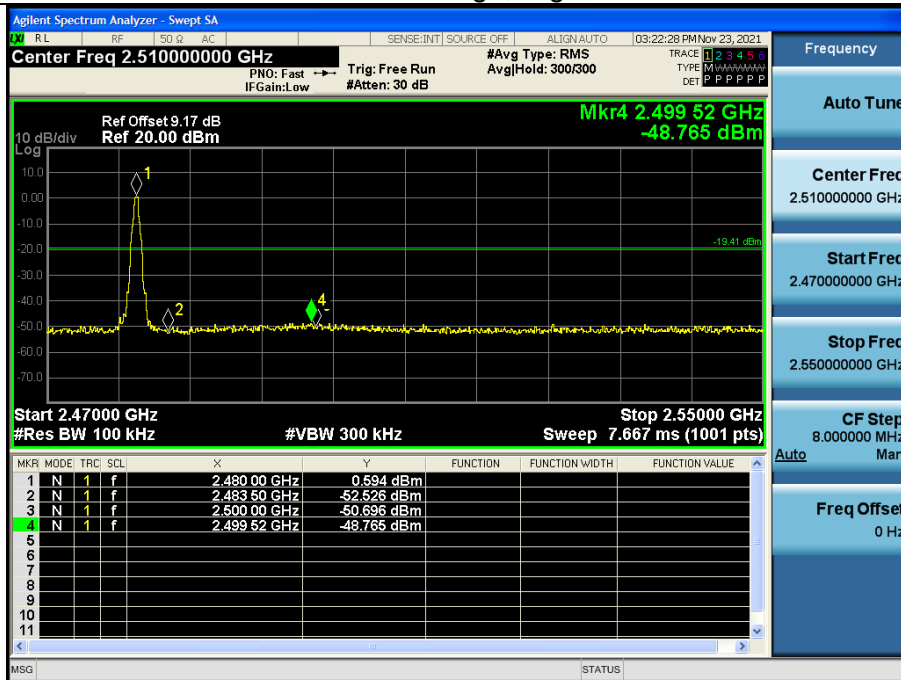 Agilent Spectrum Analyzer - Swept SA
LXI RL RF 50 Ω AC SENSE:INT SOURCE OFF ALIGN AUTO 03:22:28 PM Nov 23, 2021
Center Freq 2.510000000 GHz #Avg Type: RMS TRACE 1 2 3 4 5 6
PNO: Fast Trig: Free Run Avg|Hold: 300/300 TYPE M WWWWW
IFGain:Low #Atten: 30 dB DET P P P P P P
Mkr4 2.499 52 GHz
-48.765 dBm
Ref Offset 9.17 dB
10 dB/div Ref 20.00 dBm
Log
10.0
1
0.00
-10.0
-20.0
-19.41 dBm
-30.0
-40.0
4
2
-50.0
-60.0
-70.0
Start 2.47000 GHz Stop 2.55000 GHz
#Res BW 100 kHz #VBW 300 kHz Sweep 7.667 ms (1001 pts)
MKR MODE TRC SCL X Y FUNCTION FUNCTION WIDTH FUNCTION VALUE
1 N 1 f 2.480 00 GHz 0.594 dBm
2 N 1 f 2.483 50 GHz -52.526 dBm
3 N 1 f 2.500 00 GHz -50.696 dBm
4 N 1 f 2.499 52 GHz -48.765 dBm
5
6
7
8
9
10
11
MSG STATUS
Frequency
Auto Tune
Center Freq
2.510000000 GHz
Start Freq
2.470000000 GHz
Stop Freq
2.550000000 GHz
CF Step
8.000000 MHz
Auto Man
Freq Offset
0 Hz